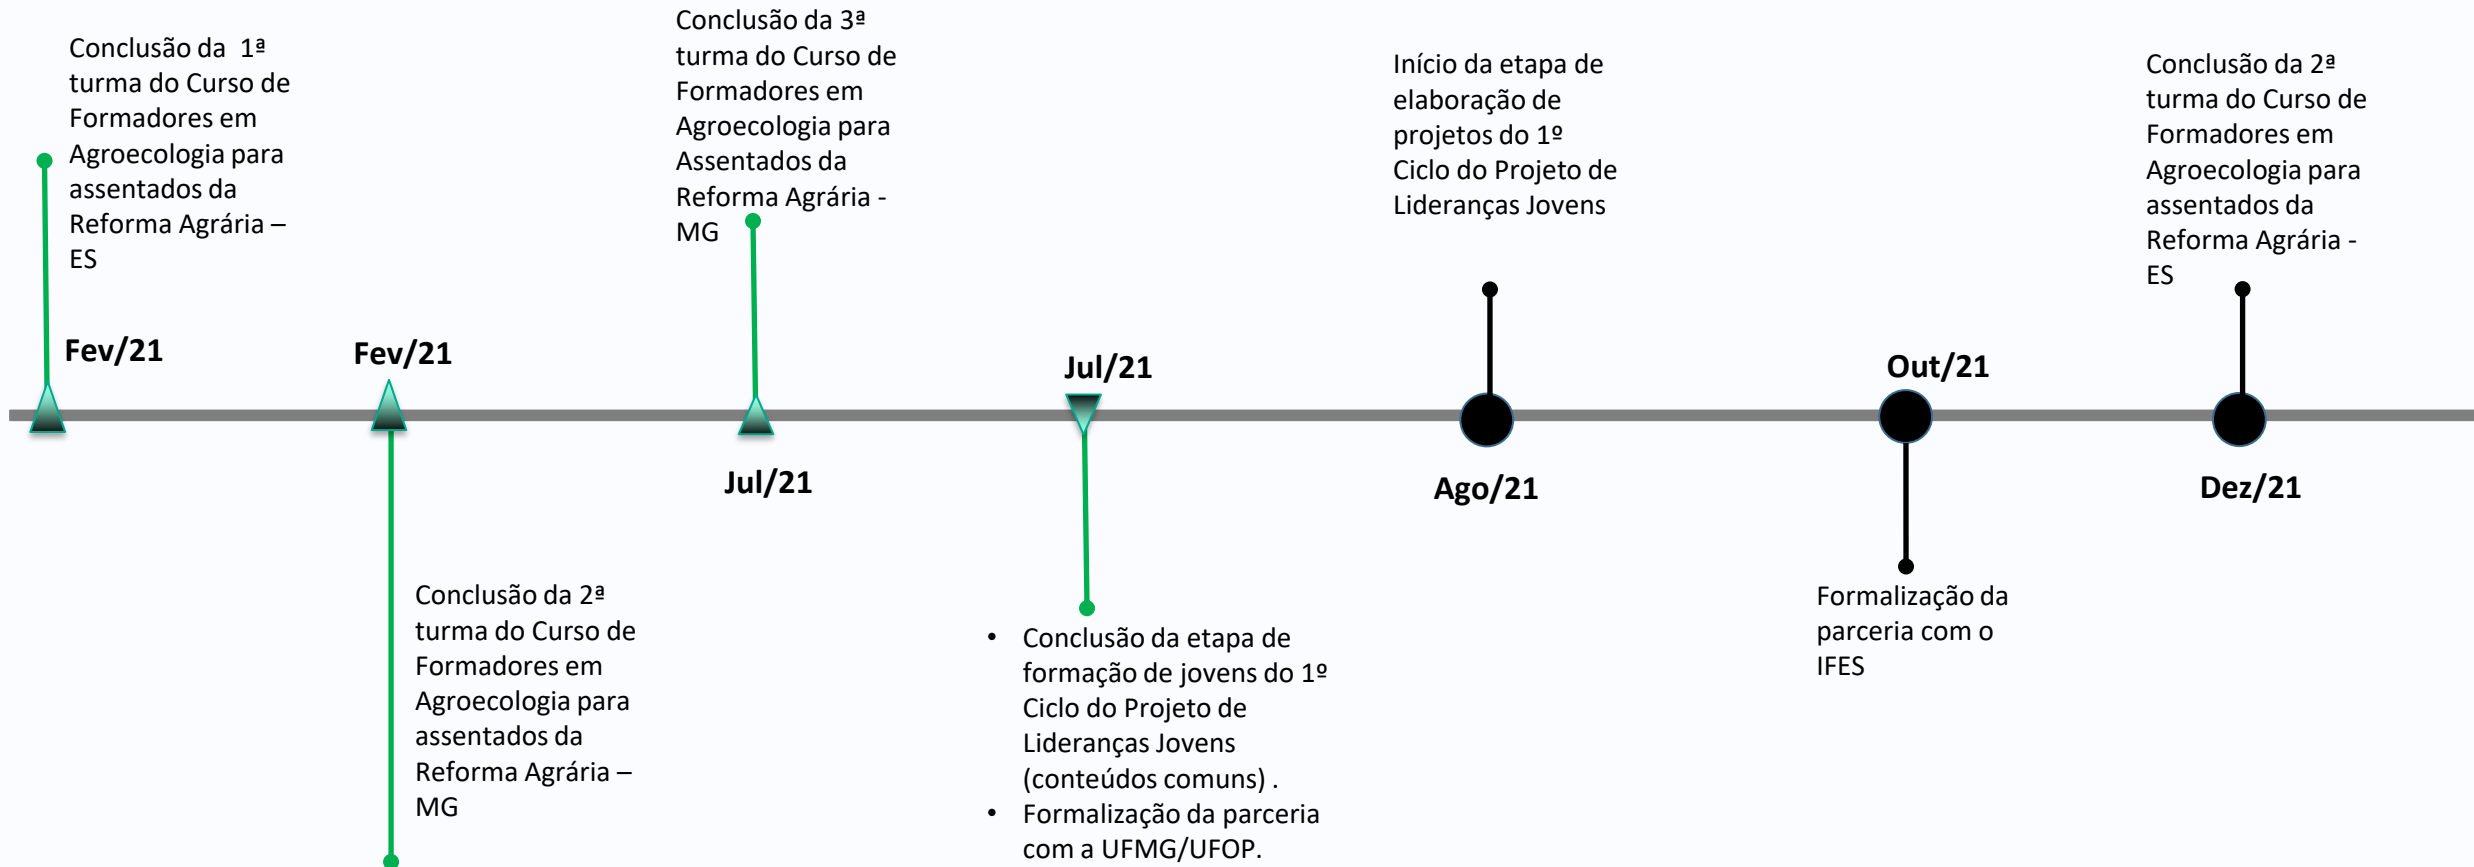 Conclusão da 1ª
turma do Curso de
Formadores em
Agroecologia para
assentados da
Reforma Agrária –
ES
Fev/21
Fev/21
Conclusão da 2ª
turma do Curso de
Formadores em
Agroecologia para
assentados da
Reforma Agrária –
MG
Conclusão da 3ª
turma do Curso de
Formadores em
Agroecologia para
Assentados da
Reforma Agrária -
MG
Jul/21
Jul/21
• Conclusão da etapa de
formação de jovens do 1º
Ciclo do Projeto de
Lideranças Jovens
(conteúdos comuns) .
• Formalização da parceria
com a UFMG/UFOP.
Início da etapa de
elaboração de
projetos do 1º
Ciclo do Projeto de
Lideranças Jovens
Ago/21
Out/21
Formalização da
parceria com o
IFES
Conclusão da 2ª
turma do Curso de
Formadores em
Agroecologia para
assentados da
Reforma Agrária -
ES
Dez/21